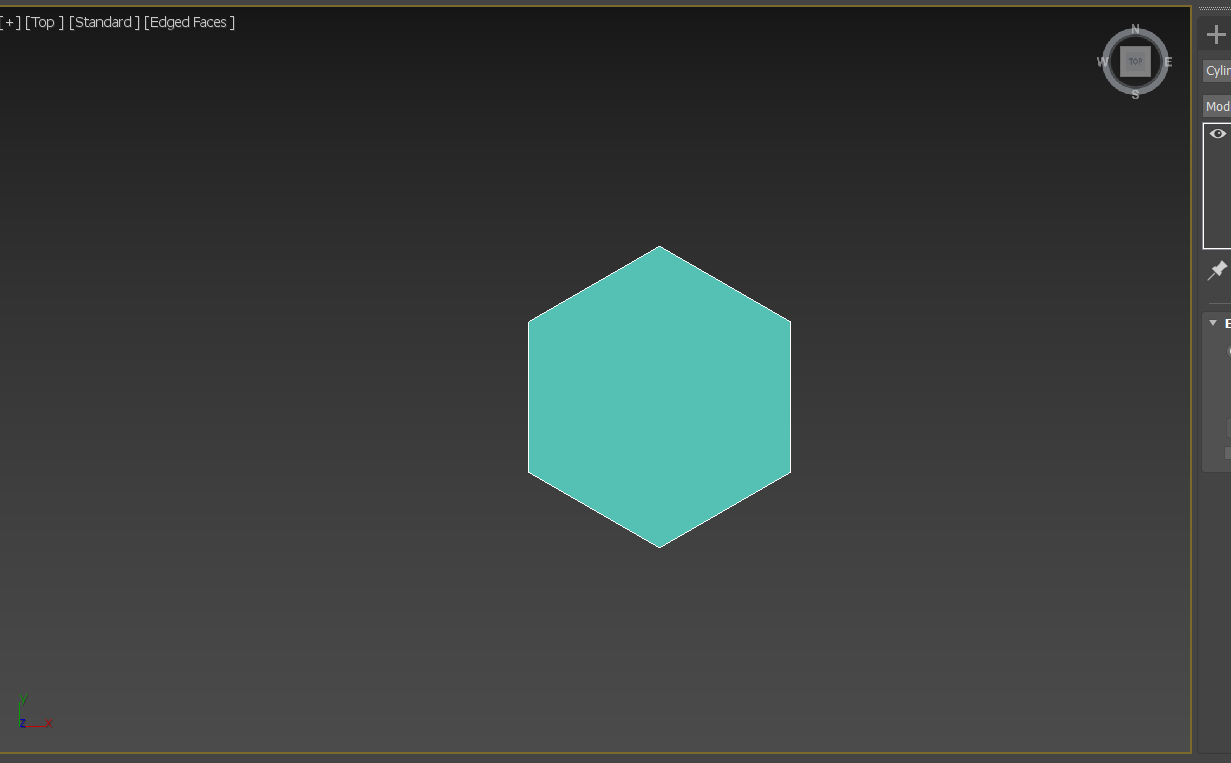 [+] [Top ] [Standard ] [Edged Faces ]
N
W TOP E
S
Cylin
Mod
E
y
z x